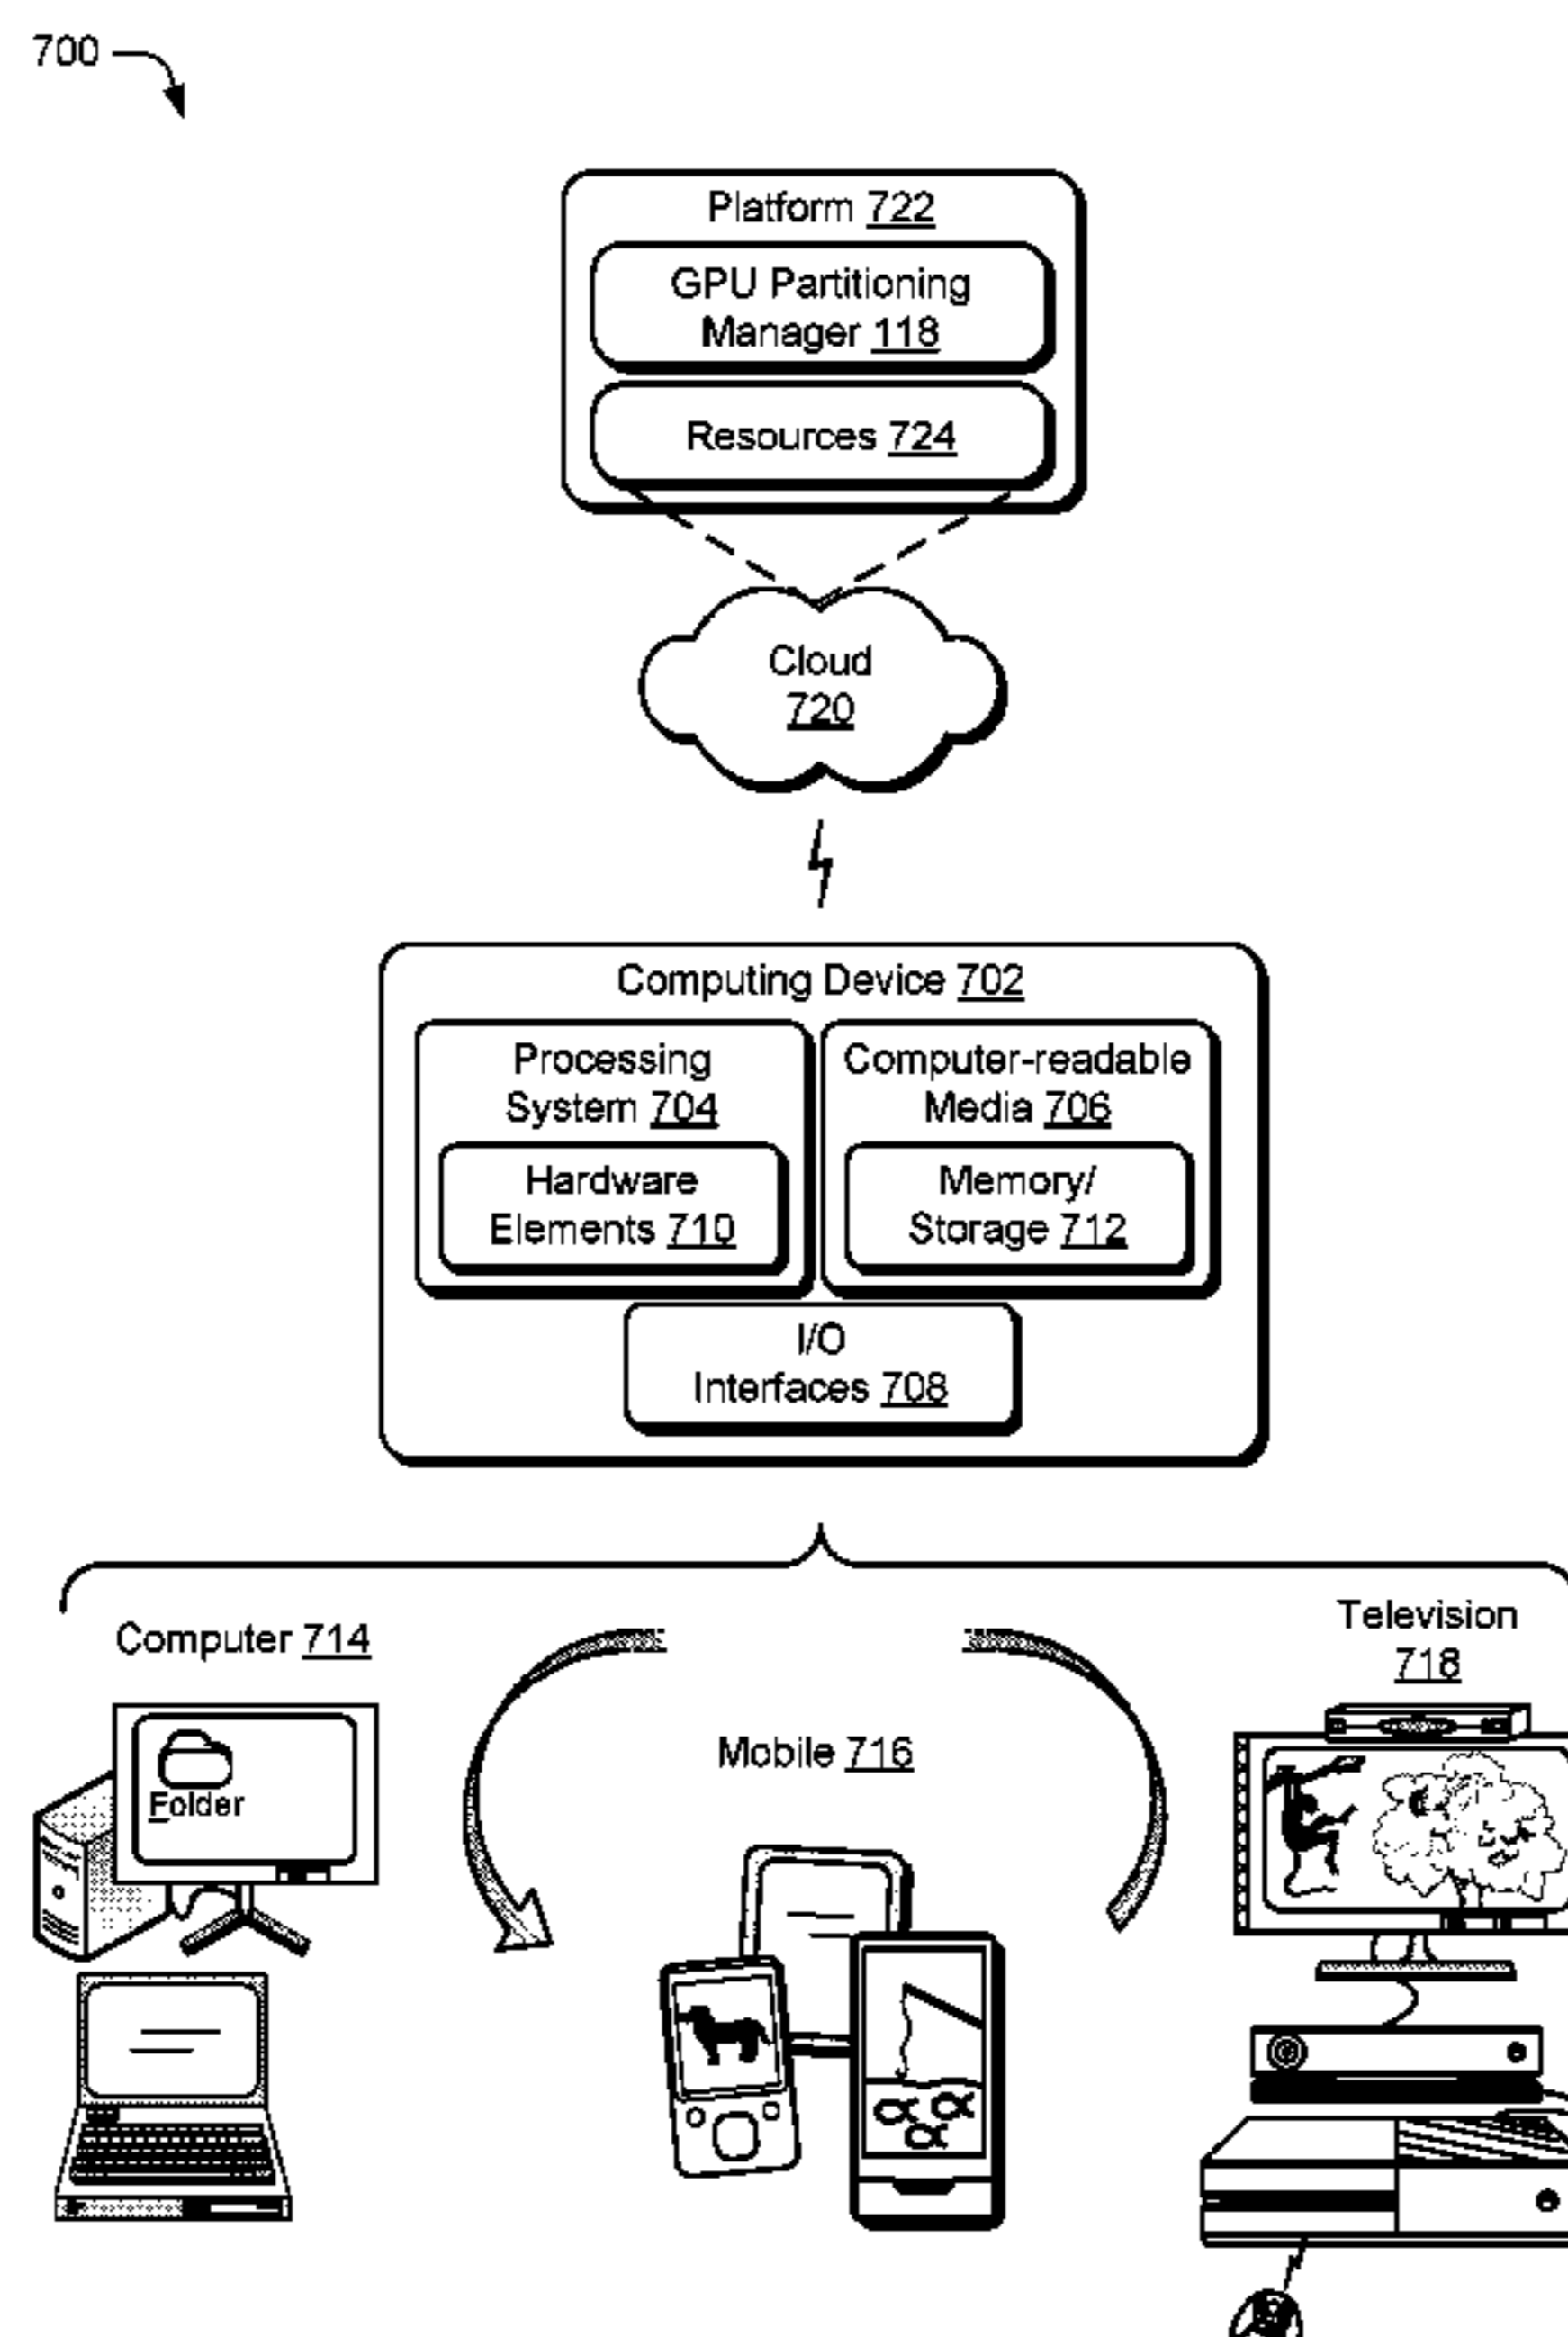 700
Platform 722
GPU Partitioning
Manager 118
Resources 724
Cloud
720
Computing Device 702
Processing
System 704
Hardware
Elements 710
Computer-readable
Media 706
Memory/
Storage 712
I/O
Interfaces 708
Computer 714
Folder
Mobile 716
Television
718